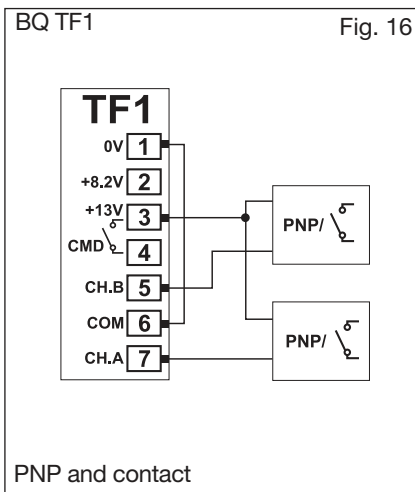 BQ TF1
Fig. 16
TF1
0V 1
+8.2V 2
+13V 3
CMD 4
CH.B 5
COM 6
CH.A 7
PNP/
PNP/
PNP and contact